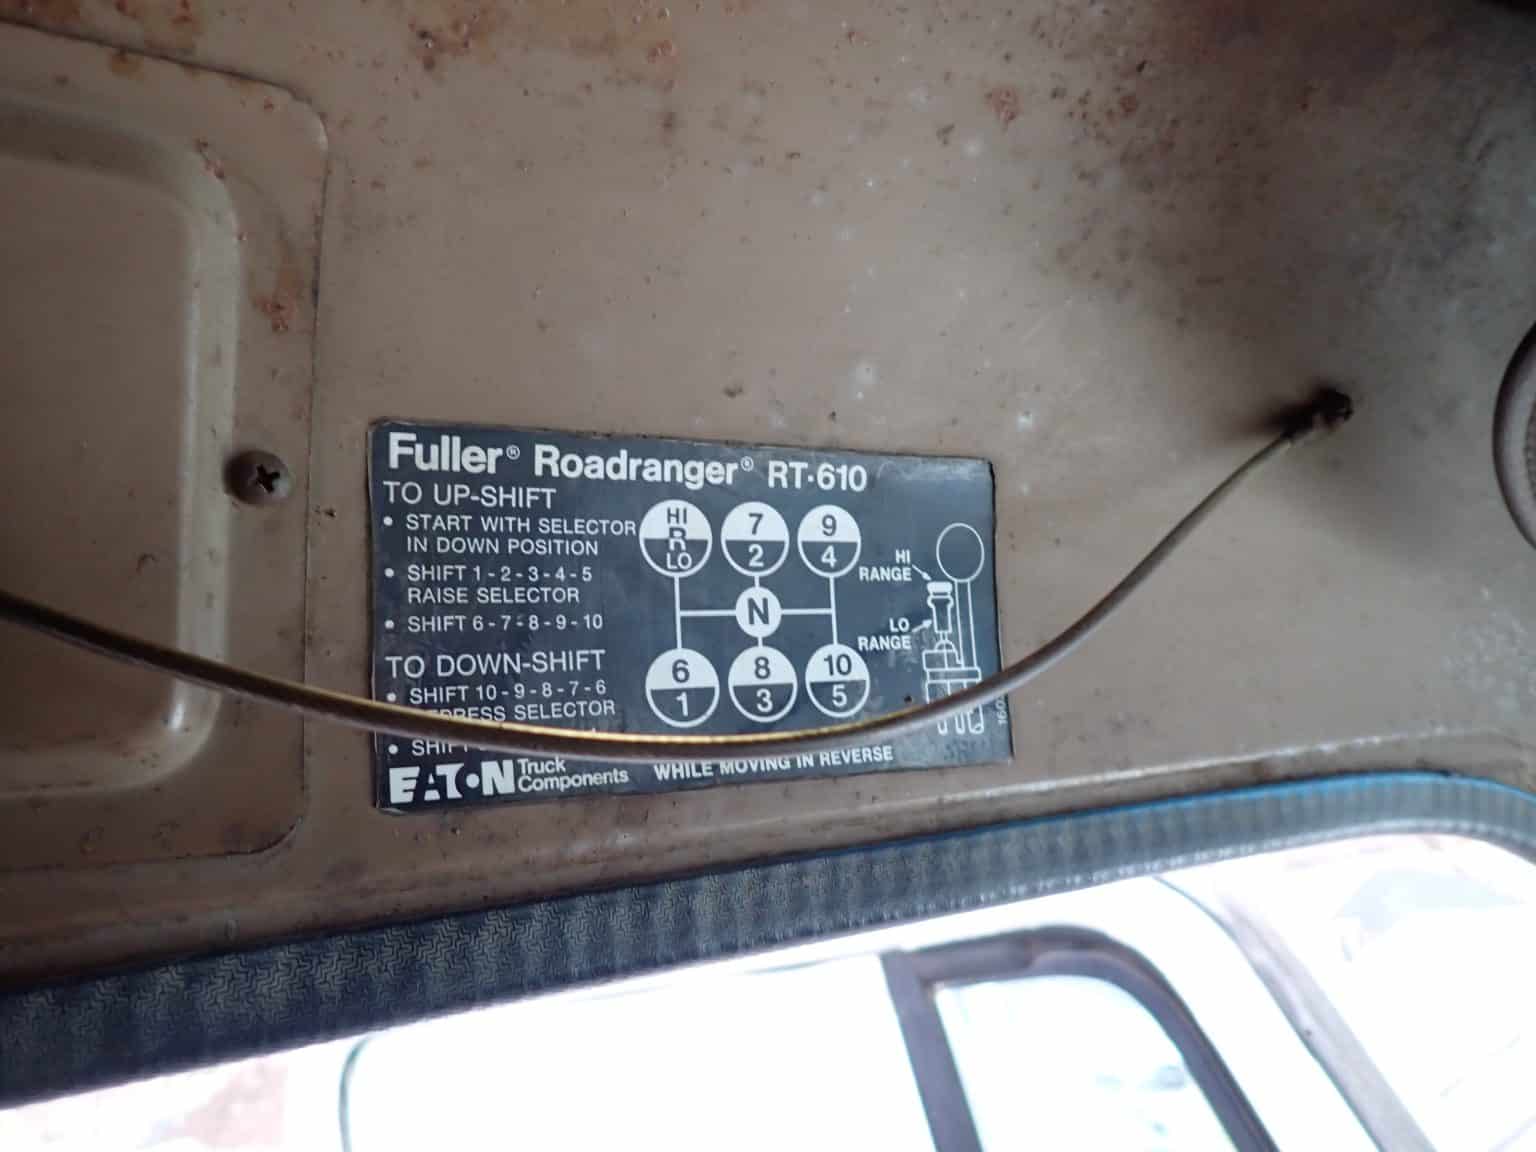 Fuller® Roadranger® RT·610
TO UP-SHIFT
• START WITH SELECTOR
IN DOWN POSITION
• SHIFT 1-2-3-4-5
RAISE SELECTOR
• SHIFT 6-7-8-9-10
TO DOWN-SHIFT
• SHIFT 10-9-8-7-6
SELECTOR
•
HI
R
LO
7
2
9
4
N
6
1
8
3
10
5
HI
RANGE
LO
RANGE
EATON Truck
Components
WHILE MOVING IN REVERSE